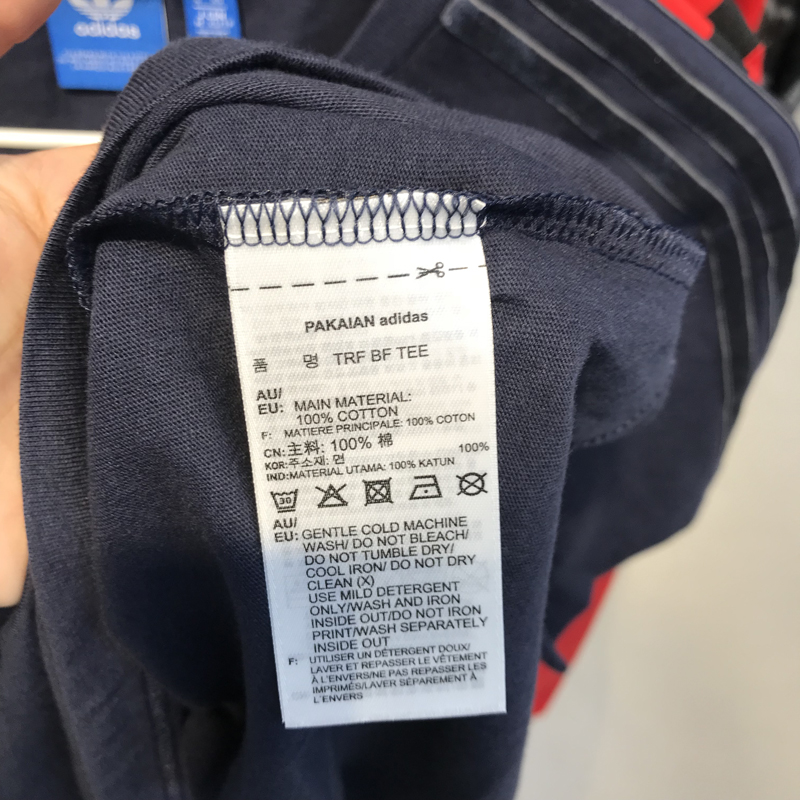 adidas
PAKAIAN adidas
품 명 TRF BF TEE
AU/
EU: MAIN MATERIAL:
100% COTTON
F: MATIERE PRINCIPALE: 100% COTON
CN:主料: 100% 棉
KOR:주소재: 면 100%
IND:MATERIAL UTAMA: 100% KATUN
30
AU/
EU: GENTLE COLD MACHINE
WASH/ DO NOT BLEACH/
DO NOT TUMBLE DRY/
COOL IRON/ DO NOT DRY
CLEAN (X)
USE MILD DETERGENT
ONLY/WASH AND IRON
INSIDE OUT/DO NOT IRON
PRINT/WASH SEPARATELY
INSIDE OUT
F: UTILISER UN DÉTERGENT DOUX/
LAVER ET REPASSER LE VÊTEMENT
À L'ENVERS/NE PAS REPASSER LES
IMPRIMÉS/LAVER SÉPAREMENT À
L'ENVERS